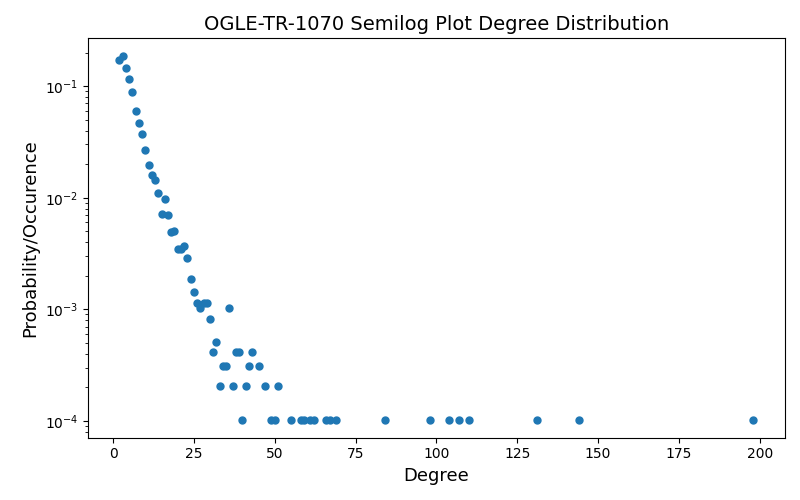 OGLE-TR-1070 Semilog Plot Degree Distribution
Probability/Occurence
10⁻¹
10⁻²
10⁻³
10⁻⁴
0 25 50 75 100 125 150 175 200
Degree